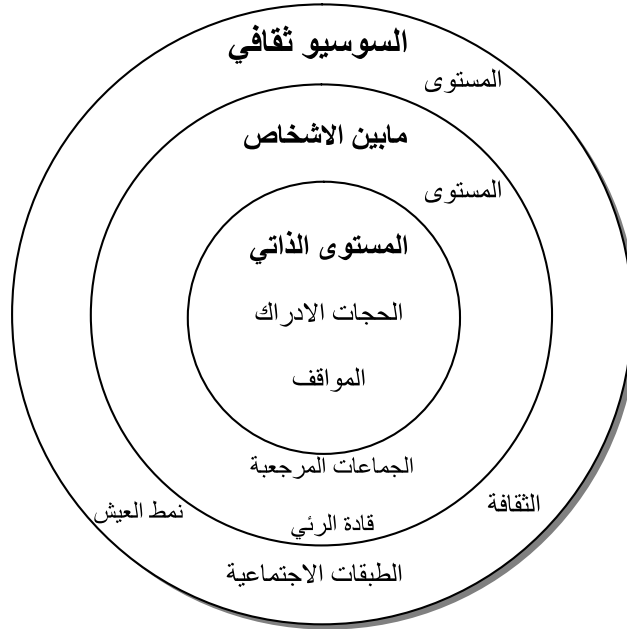 السوسيو ثقافي
المستوى
مابين الاشخاص
المستوى
المستوى الذاتي
الحجات الادراك
المواقف
الجماعات المرجعبة
الثقافة
نمط العيش
قادة الرئي
الطبقات الاجتماعية